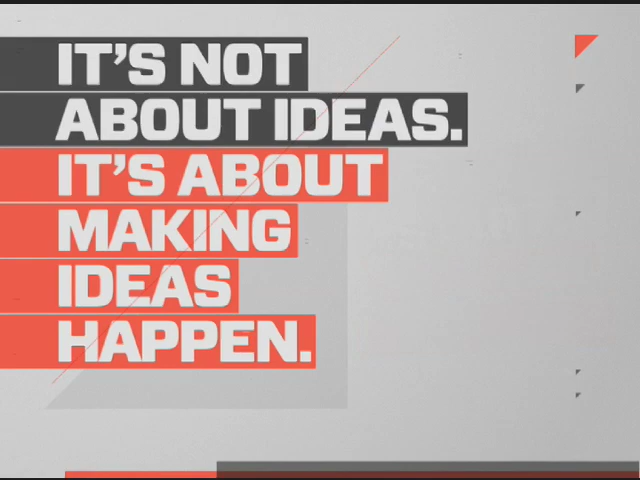 IT’S NOT
ABOUT IDEAS.
IT’S ABOUT
MAKING
IDEAS
HAPPEN.